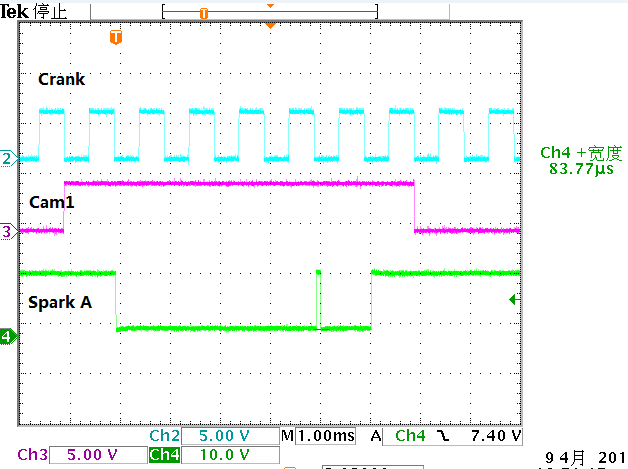 Tek 停止
T
T
Crank
2
Ch4 +宽度
83.77μs
Cam1
3
Spark A
4
Ch2 5.00 V M 1.00ms A Ch4 7.40 V
Ch3 5.00 V Ch4 10.0 V
9 4月 201